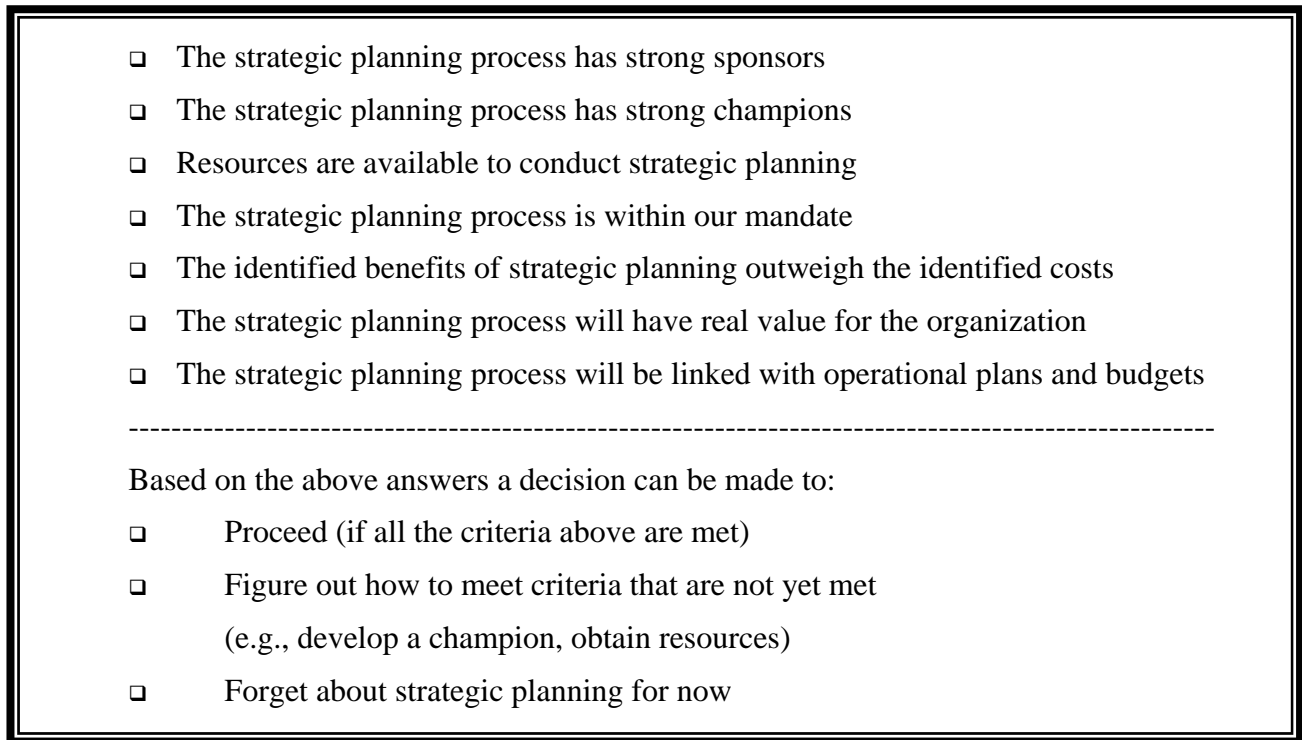 ❑ The strategic planning process has strong sponsors
❑ The strategic planning process has strong champions
❑ Resources are available to conduct strategic planning
❑ The strategic planning process is within our mandate
❑ The identified benefits of strategic planning outweigh the identified costs
❑ The strategic planning process will have real value for the organization
❑ The strategic planning process will be linked with operational plans and budgets
------------------------------------------------------------------------------------------------------
Based on the above answers a decision can be made to:
❑ Proceed (if all the criteria above are met)
❑ Figure out how to meet criteria that are not yet met
(e.g., develop a champion, obtain resources)
❑ Forget about strategic planning for now